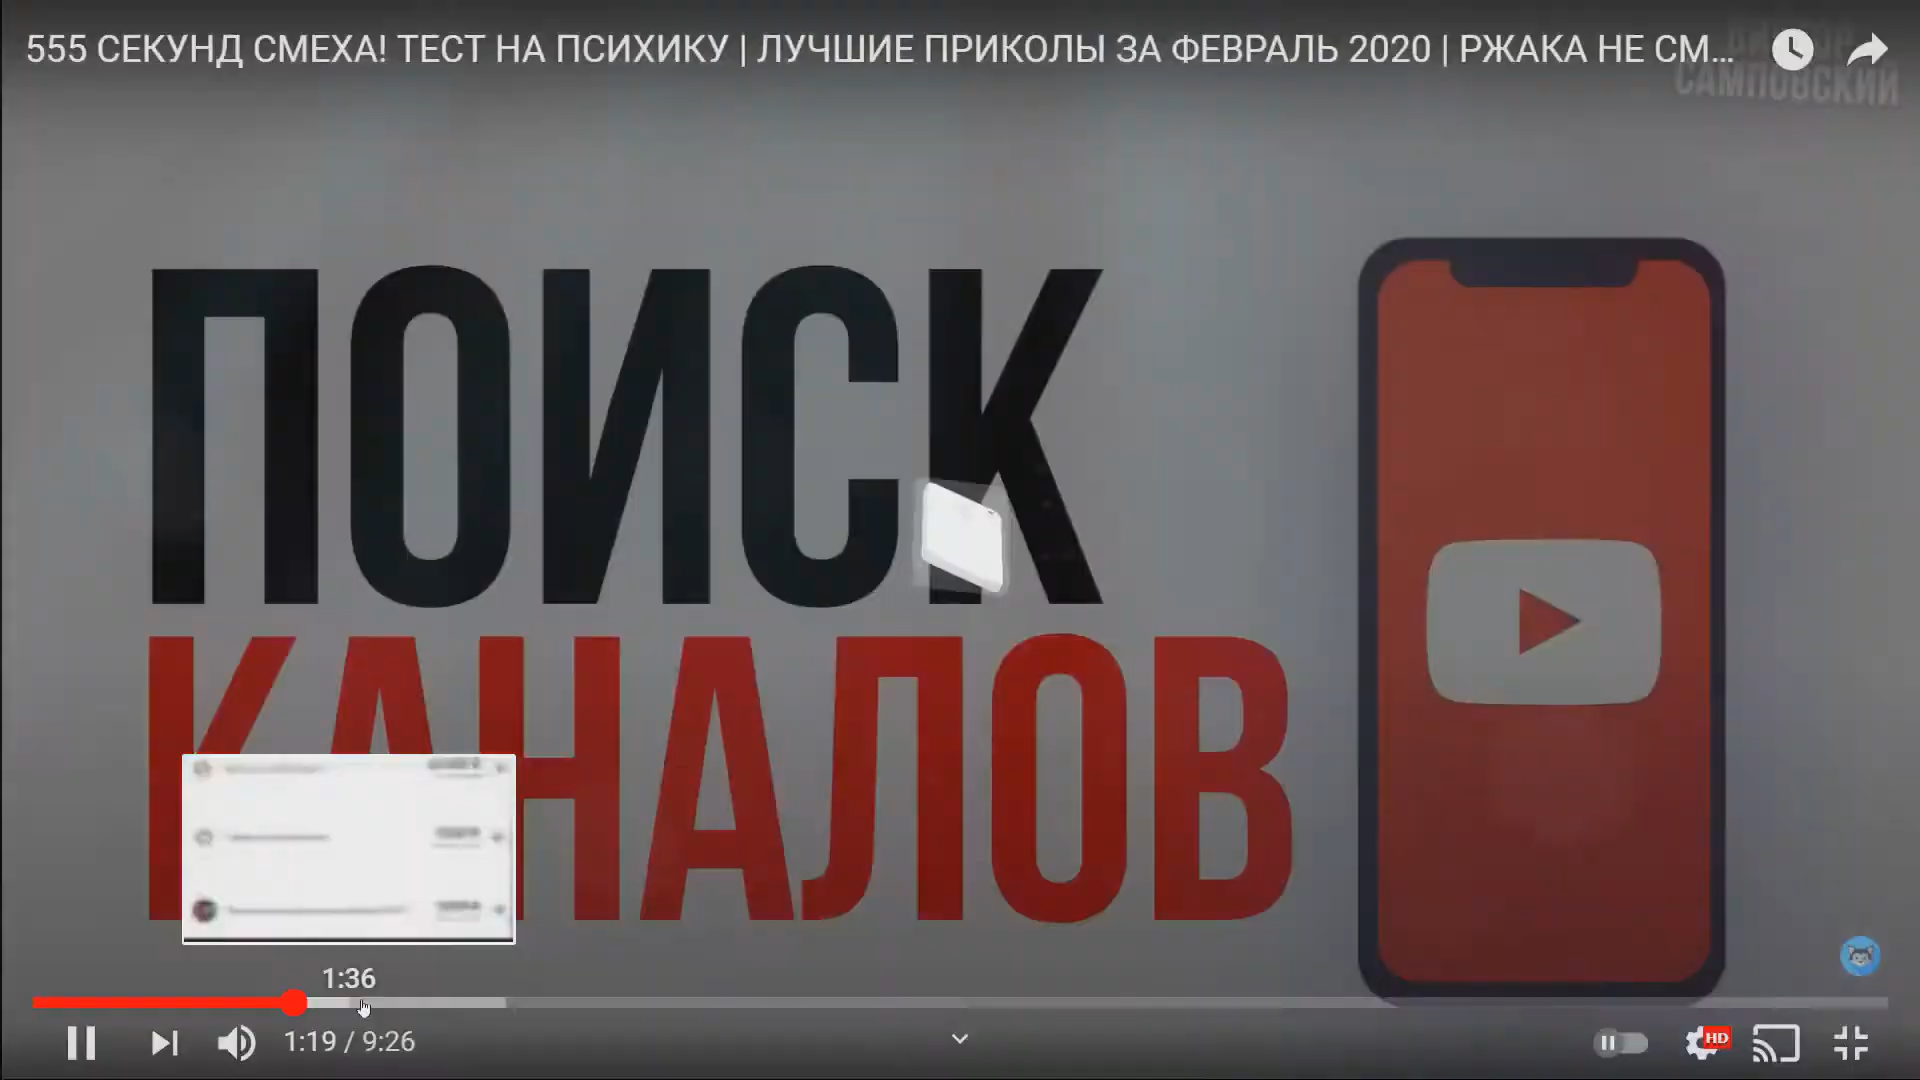 555 СЕКУНД СМЕХА! ТЕСТ НА ПСИХИКУ | ЛУЧШИЕ ПРИКОЛЫ ЗА ФЕВРАЛЬ 2020 | РЖАКА НЕ СМ...
САМПОВСКИЙ
ПОИСК
КАНАЛОВ
1:36
1:19 / 9:26
HD